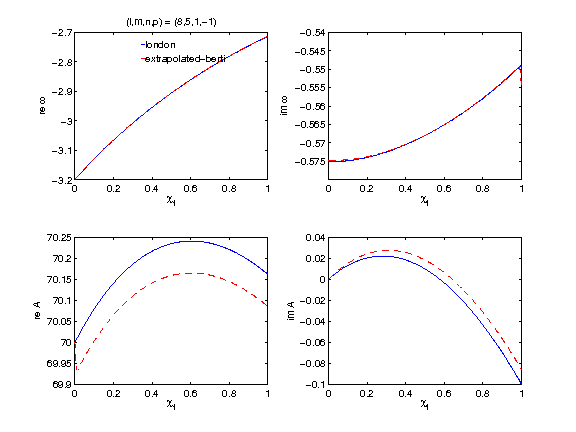 (l,m,n,p) = (8,5,1,−1)
−2.7
−2.8
−2.9
−3
−3.1
−3.2
re ω
0 0.2 0.4 0.6 0.8 1
χf
london
extrapolated−berti
−0.54
−0.545
−0.55
−0.555
−0.56
−0.565
−0.57
−0.575
im ω
0 0.2 0.4 0.6 0.8 1
χf
70.25
70.2
70.15
70.1
70.05
70
69.95
69.9
re A
0 0.2 0.4 0.6 0.8 1
χf
0.04
0.02
0
−0.02
−0.04
−0.06
−0.08
−0.1
im A
0 0.2 0.4 0.6 0.8 1
χf